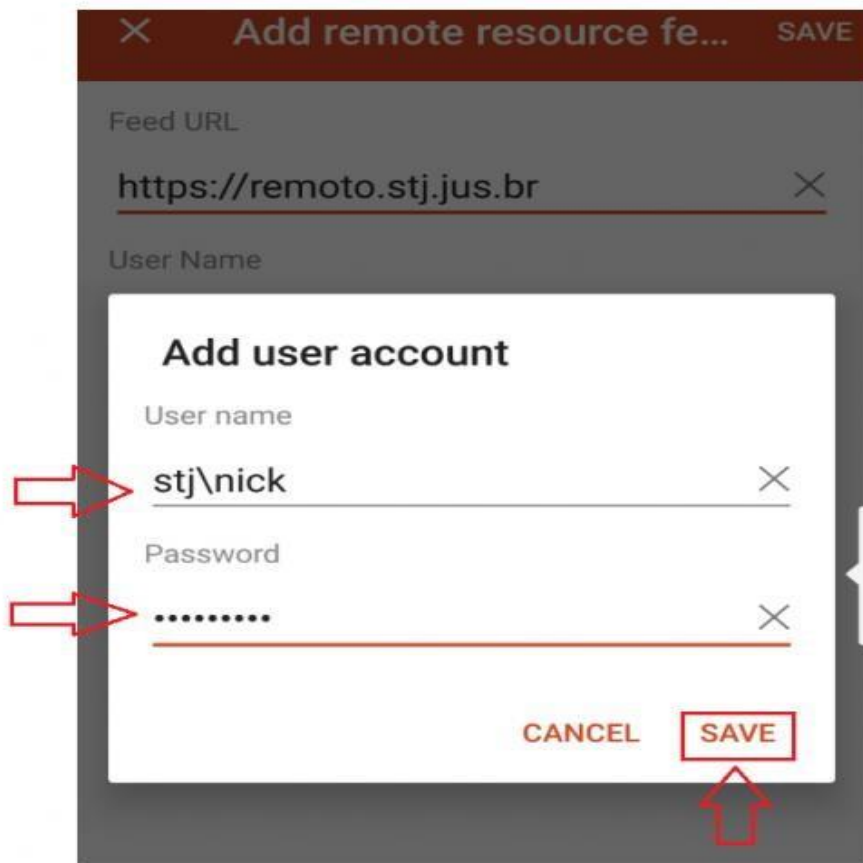 Add remote resource fe... SAVE
Feed URL
https://remoto.stj.jus.br
User Name
Add user account
User name
stj\nick
Password
•••••••••
CANCEL SAVE